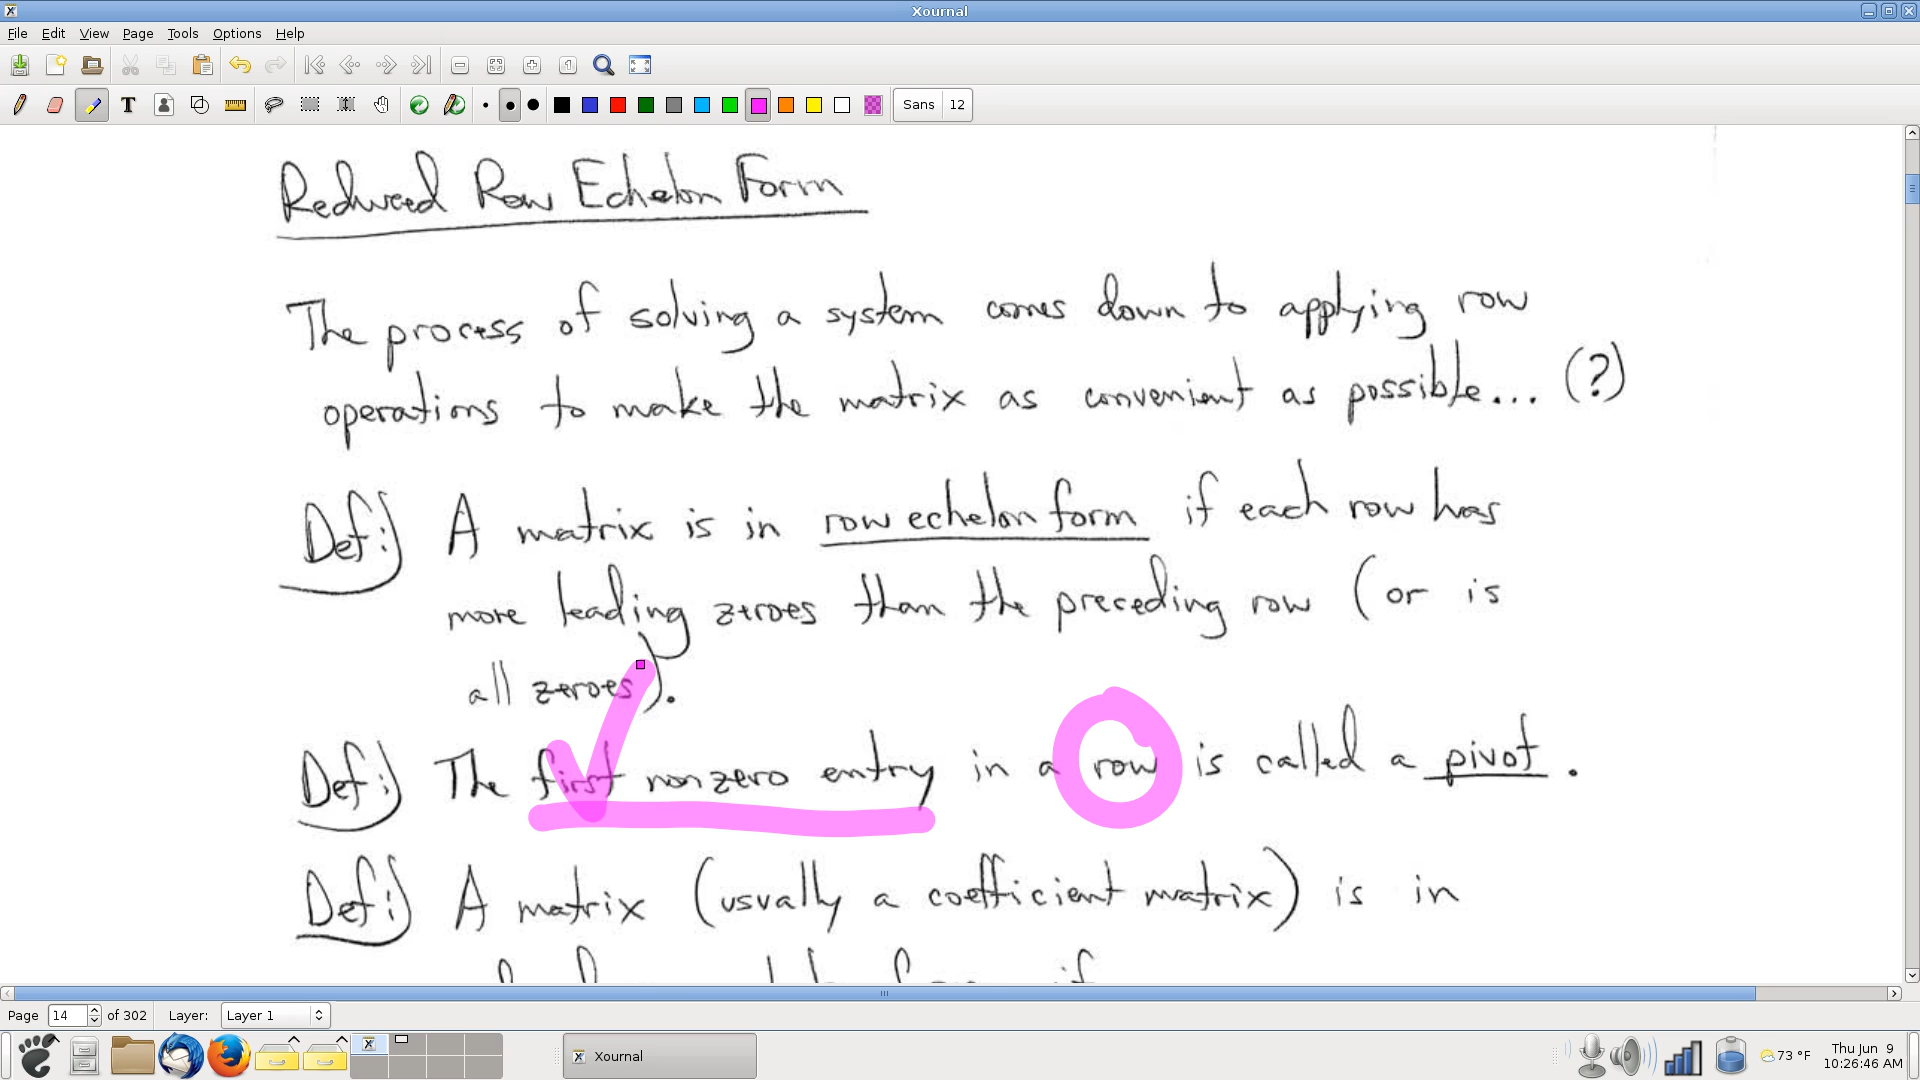 Xournal
File Edit View Page Tools Options Help
Sans 12
Reduced Row Echelon Form
The process of solving a system comes down to applying row
operations to make the matrix as convenient as possible... (?)
Def:) A matrix is in row echelon form if each row has
more leading zeroes than the preceding row (or is
all zeroes).
Def:) The first nonzero entry in a row is called a pivot.
Def:) A matrix (usually a coefficient matrix) is in
Page 14 of 302 Layer: Layer 1
Xournal
73 °F
Thu Jun 9
10:26:46 AM